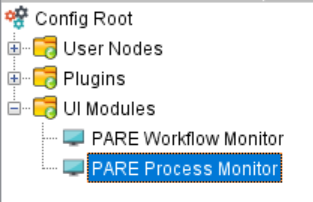 Config Root
User Nodes
Plugins
UI Modules
PARE Workflow Monitor
PARE Process Monitor